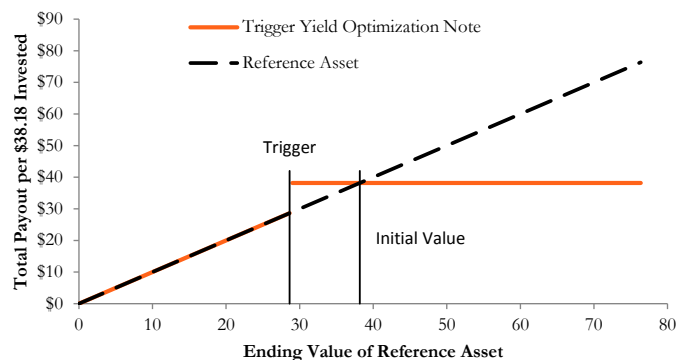 $90
$80
$70
$60
$50
$40
$30
$20
$10
$0
Total Payout per $38.18 Invested
Trigger Yield Optimization Note
Reference Asset
Trigger
Initial Value
0 10 20 30 40 50 60 70 80
Ending Value of Reference Asset